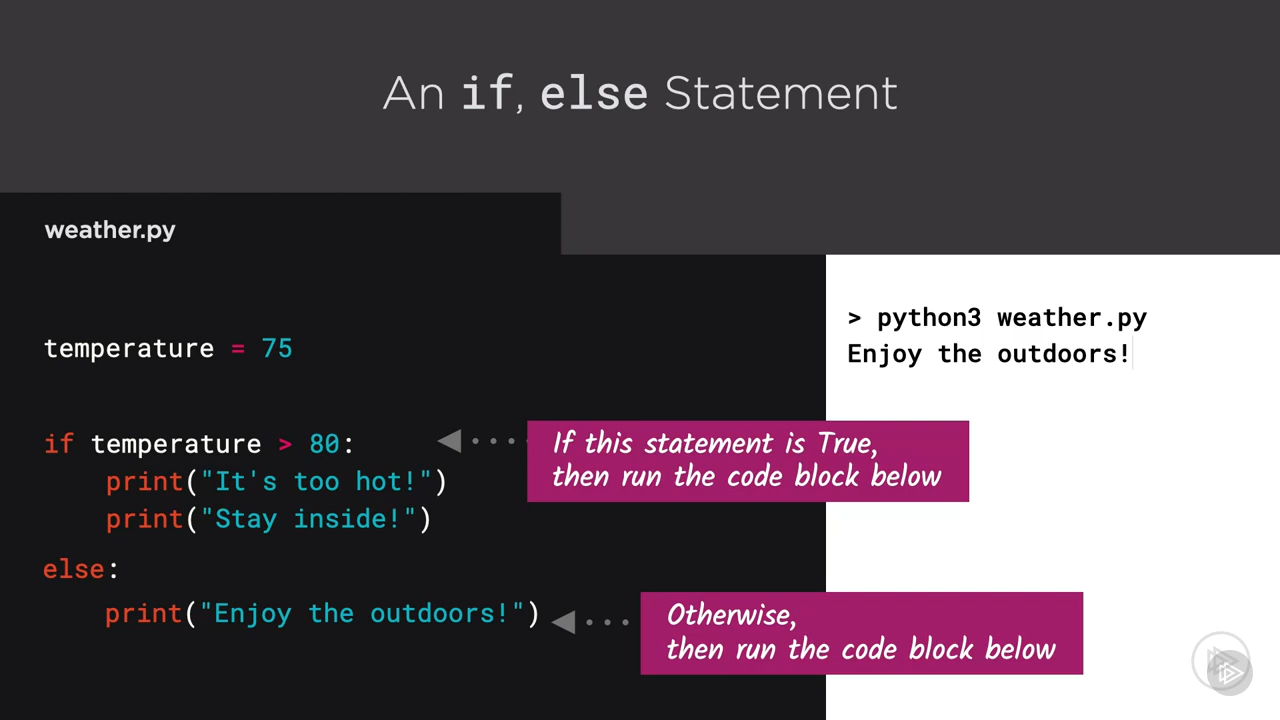 An if, else Statement
weather.py
temperature = 75
if temperature > 80:
    print("It's too hot!")
    print("Stay inside!")
else:
    print("Enjoy the outdoors!")
If this statement is True,
then run the code block below
Otherwise,
then run the code block below
> python3 weather.py
Enjoy the outdoors!